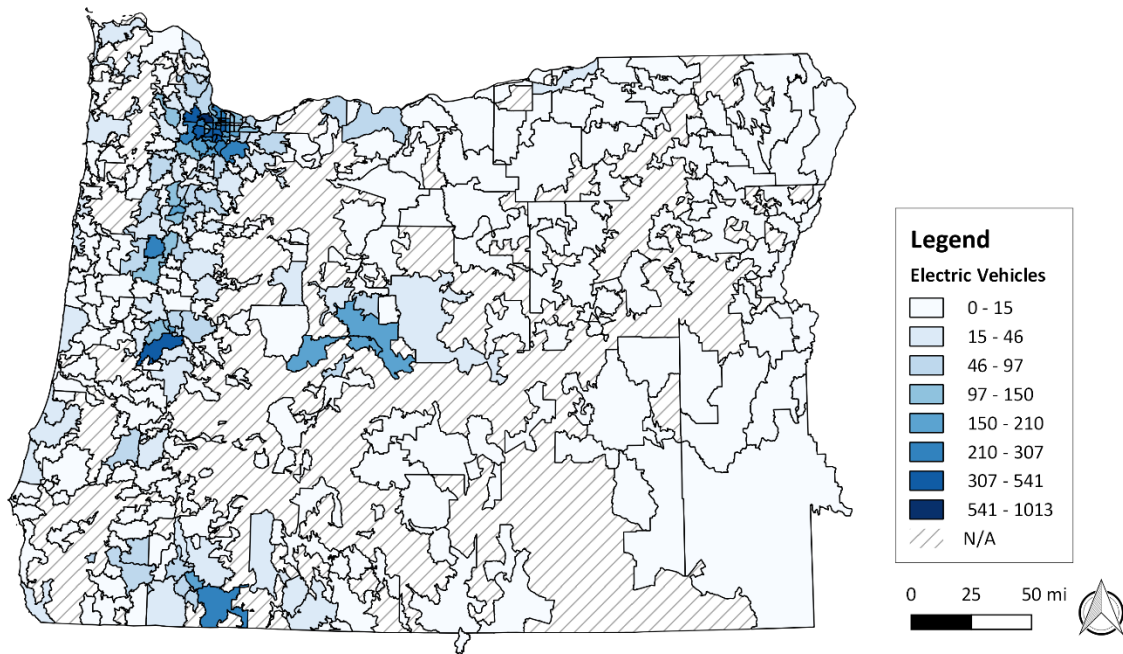 Legend
Electric Vehicles
0 - 15
15 - 46
46 - 97
97 - 150
150 - 210
210 - 307
307 - 541
541 - 1013
N/A
0 25 50 mi